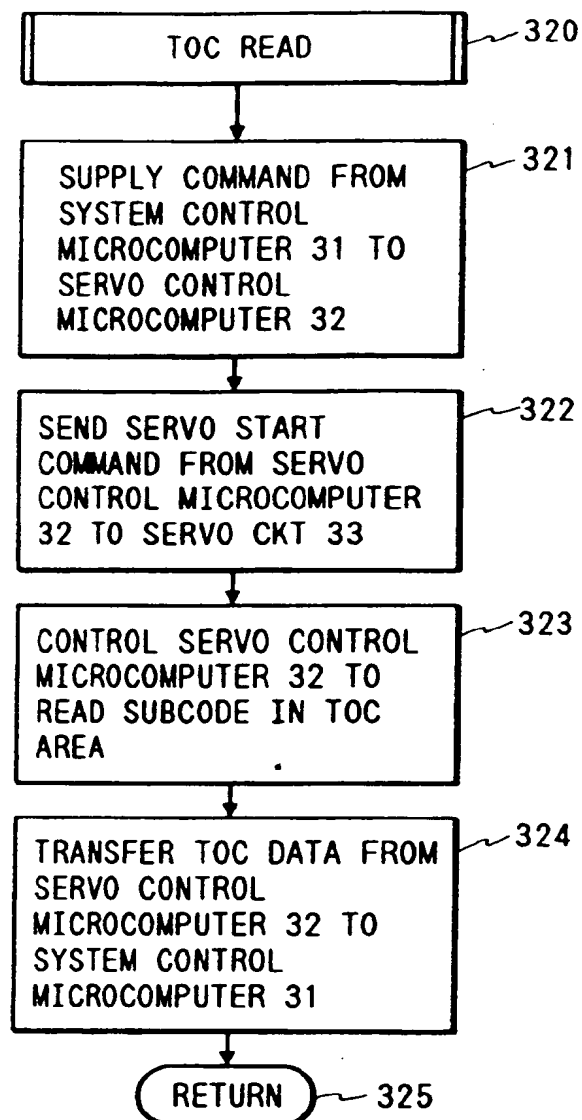 TOC READ
320
SUPPLY COMMAND FROM
SYSTEM CONTROL
MICROCOMPUTER 31 TO
SERVO CONTROL
MICROCOMPUTER 32
321
SEND SERVO START
COMMAND FROM SERVO
CONTROL MICROCOMPUTER
32 TO SERVO CKT 33
322
CONTROL SERVO CONTROL
MICROCOMPUTER 32 TO
READ SUBCODE IN TOC
AREA
323
TRANSFER TOC DATA FROM
SERVO CONTROL
MICROCOMPUTER 32 TO
SYSTEM CONTROL
MICROCOMPUTER 31
324
RETURN
325